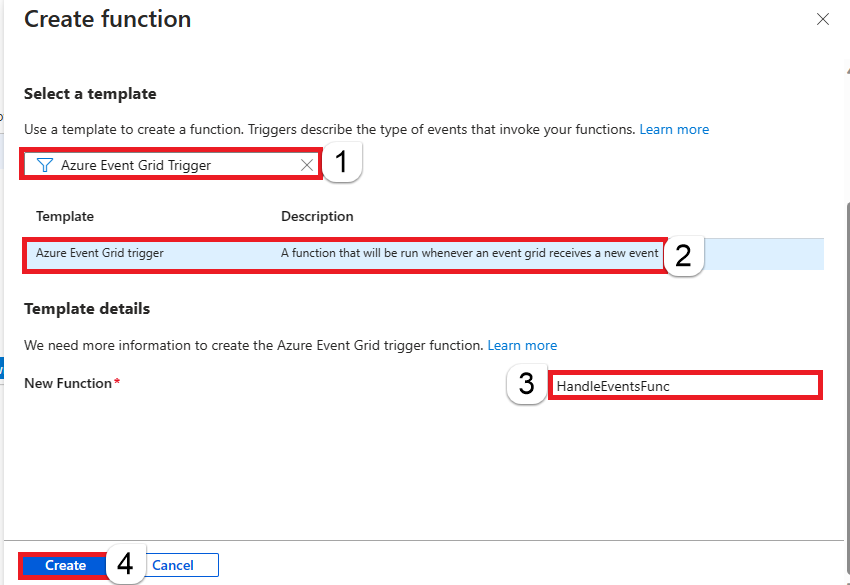 Create function
Select a template
Use a template to create a function. Triggers describe the type of events that invoke your functions. Learn more
Azure Event Grid Trigger 1
Template Description
Azure Event Grid trigger A function that will be run whenever an event grid receives a new event 2
Template details
We need more information to create the Azure Event Grid trigger function. Learn more
New Function* 3 HandleEventsFunc
Create 4 Cancel